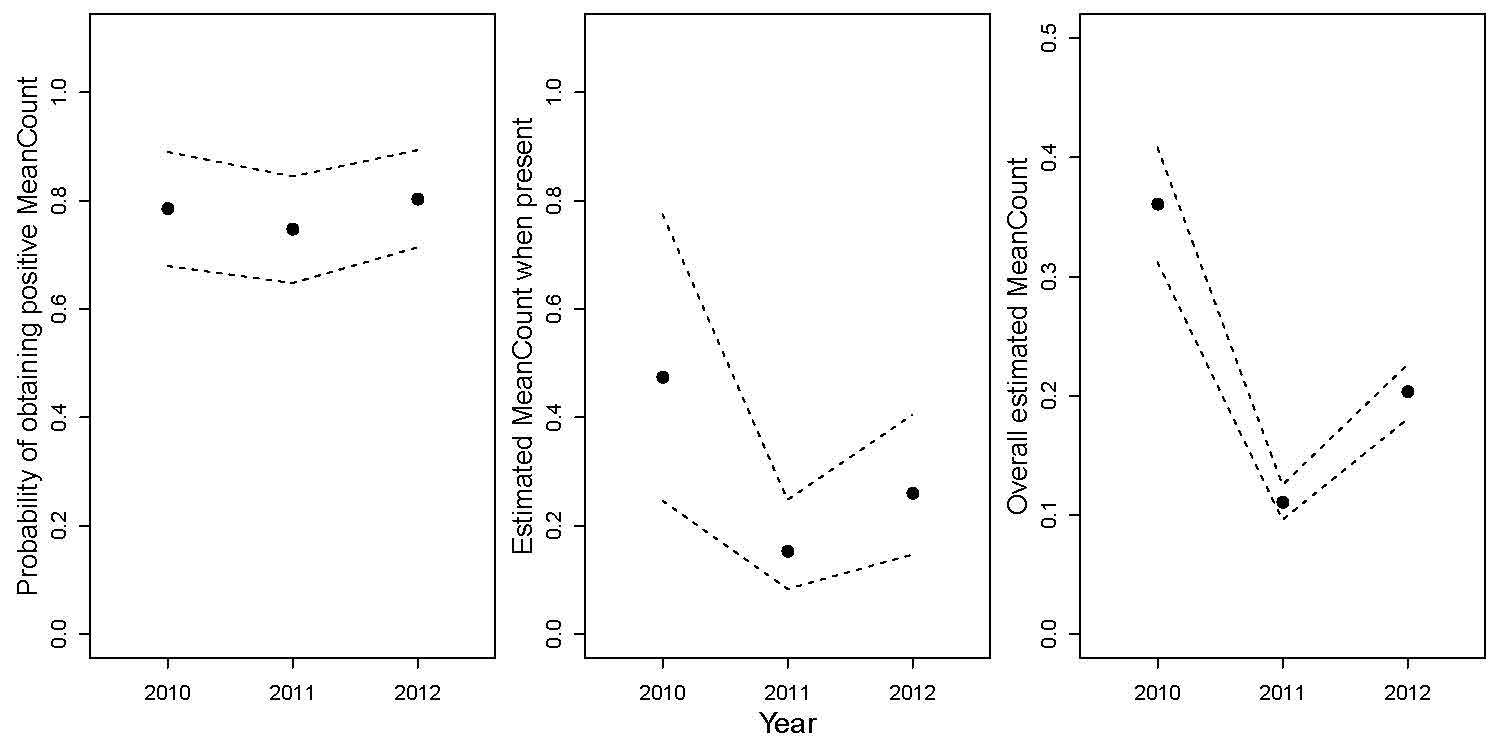 Probability of obtaining positive MeanCount
0.0 0.2 0.4 0.6 0.8 1.0
2010 2011 2012
Estimated MeanCount when present
0.0 0.2 0.4 0.6 0.8 1.0
2010 2011 2012
Overall estimated MeanCount
0.0 0.1 0.2 0.3 0.4 0.5
2010 2011 2012
Year